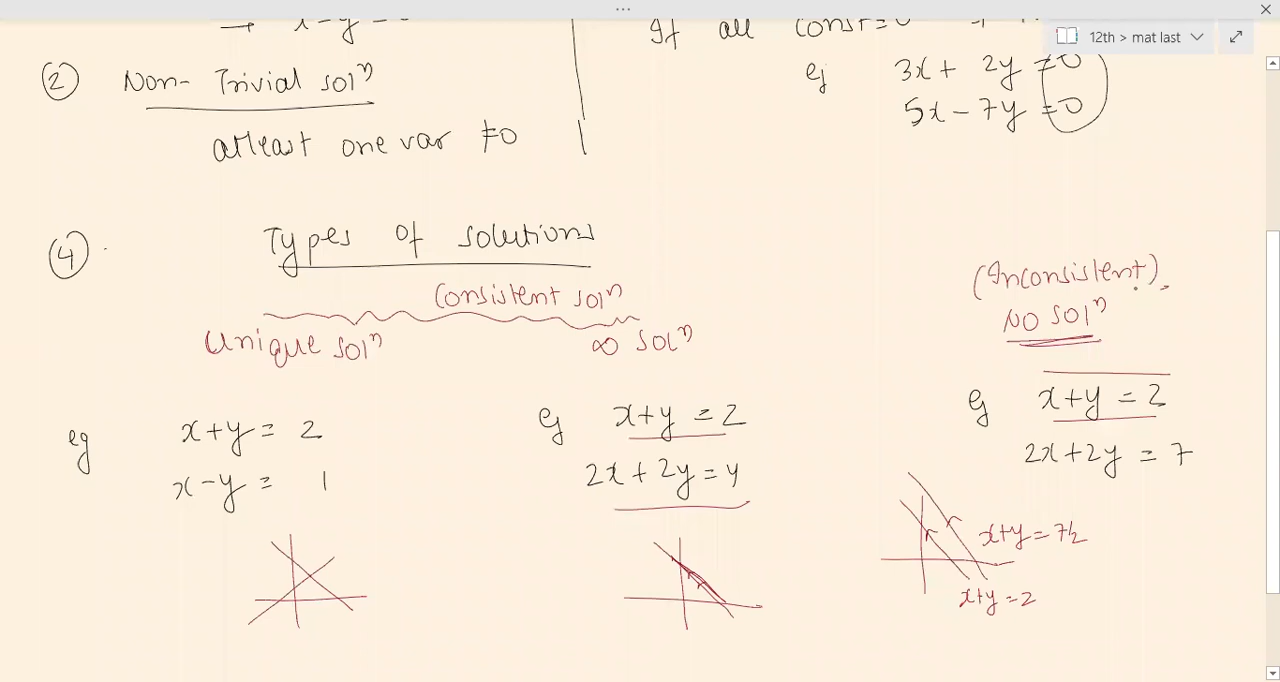 → x-y =
If all const=0
12th > mat last
② Non- Trivial solⁿ
eg 3x + 2y = 0
5x - 7y = 0
atleast one var ≠0
④ Types of solutions
Consistent solⁿ
(Inconsistent).
Unique solⁿ
∞ solⁿ
NO solⁿ
eg x+y = 2
x-y = 1
eg x+y = 2
2x + 2y = 4
eg x+y = 2
2x+2y = 7
x+y = 7/2
x+y = 2